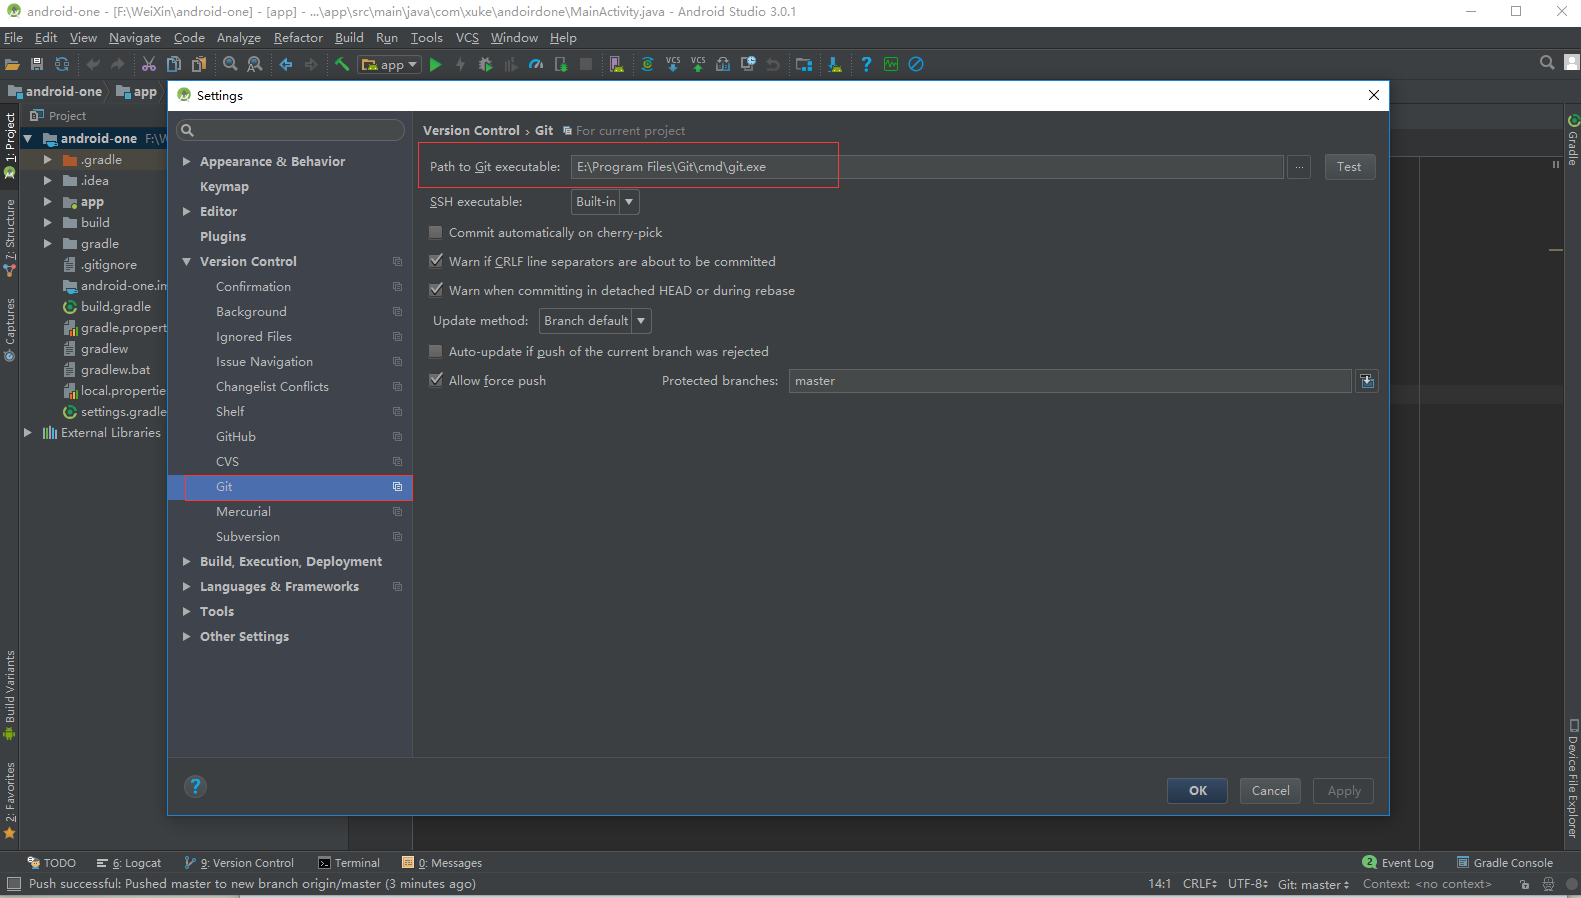 android-one - [F:\WeiXin\android-one] - [app] - ...\app\src\main\java\com\xuke\andoirdone\MainActivity.java - Android Studio 3.0.1
File Edit View Navigate Code Analyze Refactor Build Run Tools VCS Window Help
app
VCS VCS
android-one app
Settings
Project
android-one F:\W
.gradle
.idea
app
build
gradle
.gitignore
android-one.im
build.gradle
gradle.propert
gradlew
gradlew.bat
local.propertie
settings.gradle
External Libraries
1: Project
7: Structure
Captures
Build Variants
2: Favorites
Appearance & Behavior
Keymap
Editor
Plugins
Version Control
Confirmation
Background
Ignored Files
Issue Navigation
Changelist Conflicts
Shelf
GitHub
CVS
Git
Mercurial
Subversion
Build, Execution, Deployment
Languages & Frameworks
Tools
Other Settings
Version Control › Git For current project
Path to Git executable: E:\Program Files\Git\cmd\git.exe ... Test
SSH executable: Built-in
Commit automatically on cherry-pick
Warn if CRLF line separators are about to be committed
Warn when committing in detached HEAD or during rebase
Update method: Branch default
Auto-update if push of the current branch was rejected
Allow force push Protected branches: master
? OK Cancel Apply
Gradle
Device File Explorer
TODO 6: Logcat 9: Version Control Terminal 0: Messages 2 Event Log Gradle Console
Push successful: Pushed master to new branch origin/master (3 minutes ago) 14:1 CRLF UTF-8 Git: master Context: <no context>